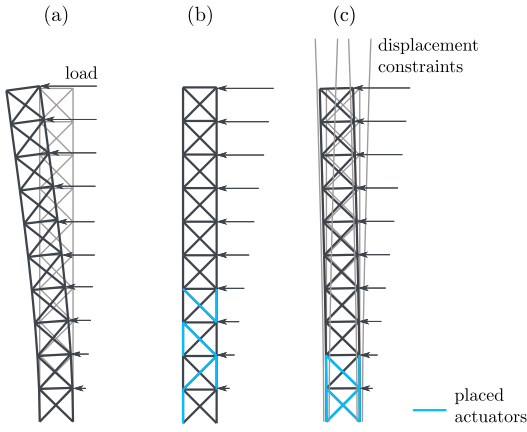 (a) (b) (c)
load
displacement
constraints
placed
actuators